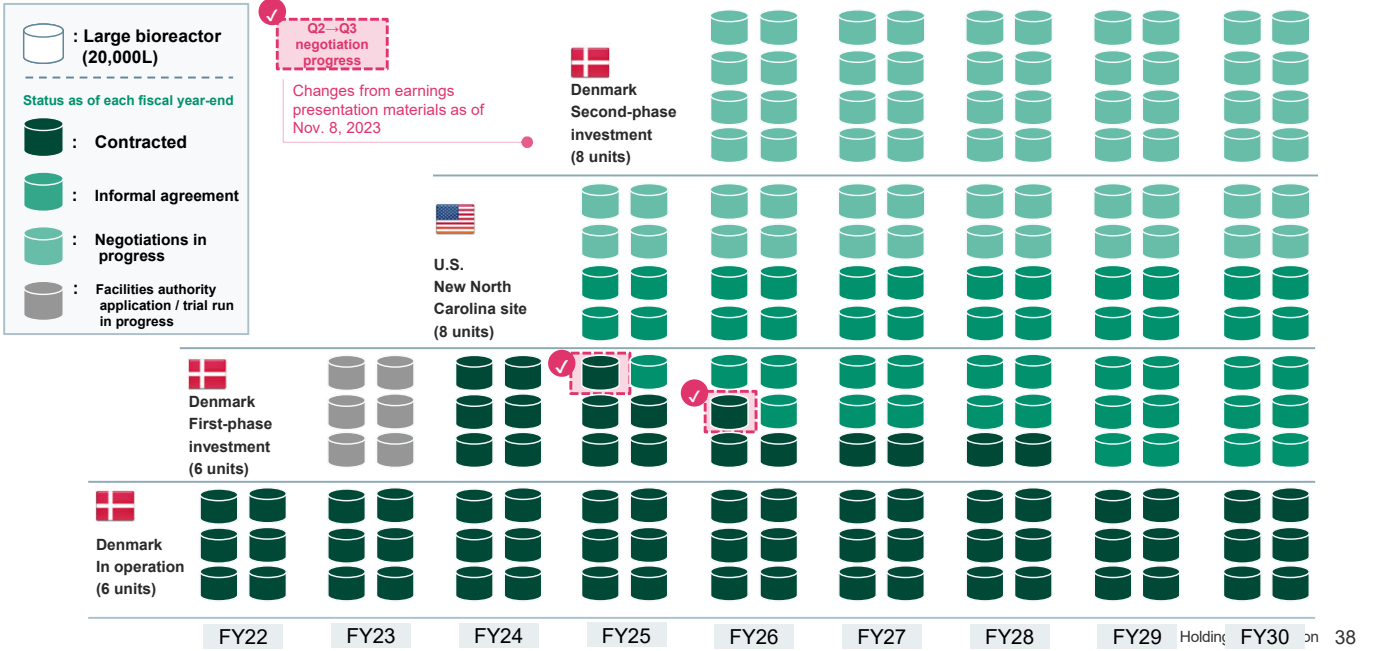 : Large bioreactor
(20,000L)
Status as of each fiscal year-end
: Contracted
: Informal agreement
: Negotiations in
progress
: Facilities authority
application / trial run
in progress
Q2→Q3
negotiation
progress
Changes from earnings
presentation materials as of
Nov. 8, 2023
Denmark
Second-phase
investment
(8 units)
U.S.
New North
Carolina site
(8 units)
Denmark
First-phase
investment
(6 units)
Denmark
In operation
(6 units)
FY22 FY23 FY24 FY25 FY26 FY27 FY28 FY29 Holding FY30 on 38